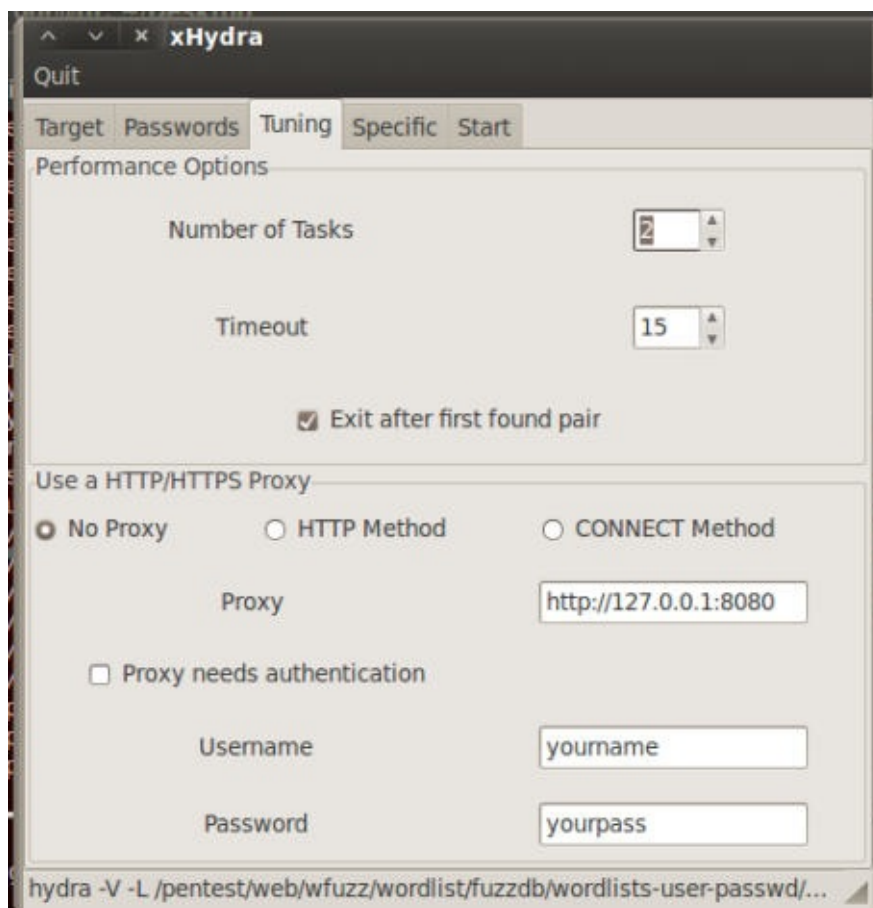 xHydra
Quit
Target Passwords Tuning Specific Start
Performance Options
Number of Tasks 2
Timeout 15
Exit after first found pair
Use a HTTP/HTTPS Proxy
No Proxy HTTP Method CONNECT Method
Proxy http://127.0.0.1:8080
Proxy needs authentication
Username yourname
Password yourpass
hydra -V -L /pentest/web/wfuzz/wordlist/fuzzdb/wordlists-user-passwd/...